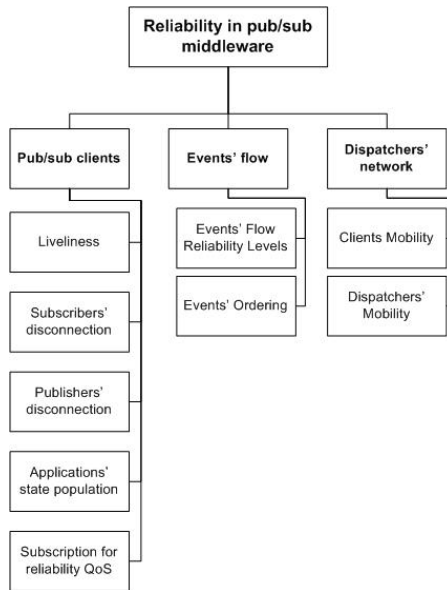 Reliability in pub/sub
middleware
Pub/sub clients
Events' flow
Dispatchers'
network
Liveliness
Events' Flow
Reliability Levels
Clients Mobility
Subscribers'
disconnection
Events' Ordering
Dispatchers'
Mobility
Publishers'
disconnection
Applications'
state population
Subscription for
reliability QoS